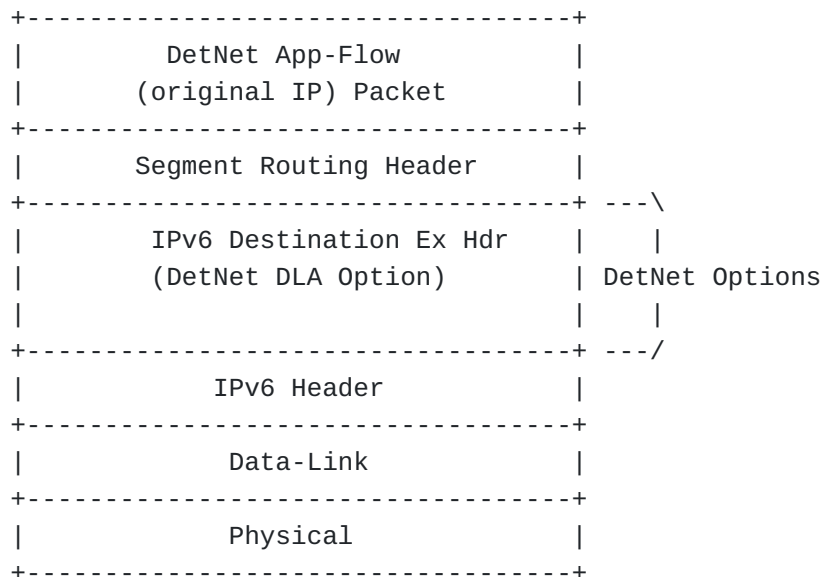 +-----------------------------------+
|          DetNet App-Flow           |
|        (original IP) Packet        |
+-----------------------------------+
|        Segment Routing Header      |
+-----------------------------------+ ---\
|         IPv6 Destination Ex Hdr    |    |
|         (DetNet DLA Option)        | DetNet Options
|                                    |    |
+-----------------------------------+ ---/
|             IPv6 Header            |
+-----------------------------------+
|              Data-Link             |
+-----------------------------------+
|              Physical              |
+-----------------------------------+